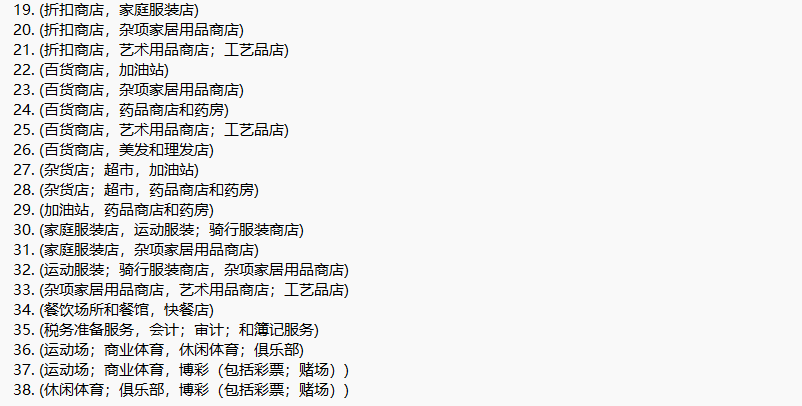 19. (折扣商店，家庭服装店)
20. (折扣商店，杂项家居用品商店)
21. (折扣商店，艺术用品商店；工艺品店)
22. (百货商店，加油站)
23. (百货商店，杂项家居用品商店)
24. (百货商店，药品商店和药房)
25. (百货商店，艺术用品商店；工艺品店)
26. (百货商店，美发和理发店)
27. (杂货店；超市，加油站)
28. (杂货店；超市，药品商店和药房)
29. (加油站，药品商店和药房)
30. (家庭服装店，运动服装；骑行服装商店)
31. (家庭服装店，杂项家居用品商店)
32. (运动服装；骑行服装商店，杂项家居用品商店)
33. (杂项家居用品商店，艺术用品商店；工艺品店)
34. (餐饮场所和餐馆，快餐店)
35. (税务准备服务，会计；审计；和簿记服务)
36. (运动场；商业体育，休闲体育；俱乐部)
37. (运动场；商业体育，博彩（包括彩票；赌场）)
38. (休闲体育；俱乐部，博彩（包括彩票；赌场）)